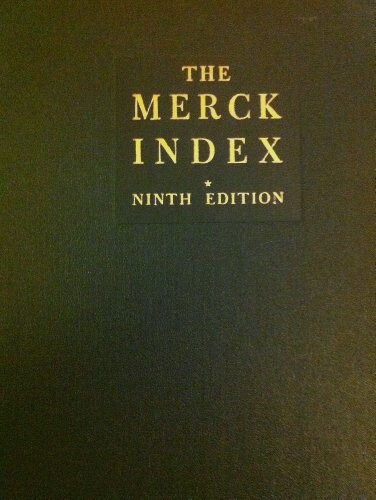 THE
MERCK
INDEX
★
NINTH EDITION